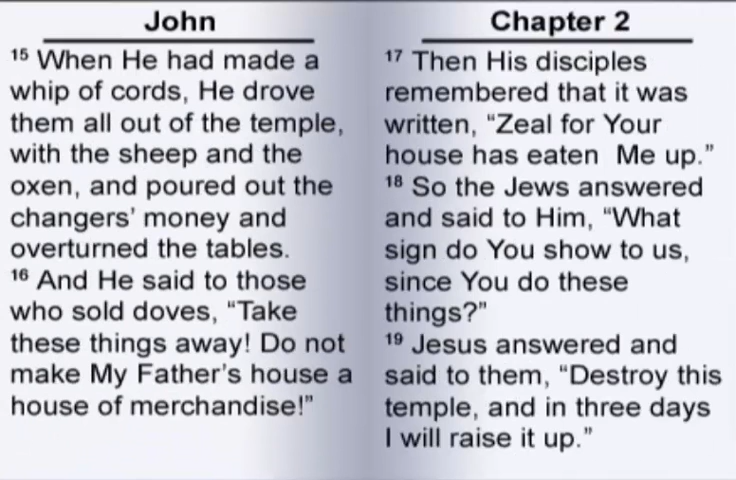 John
15 When He had made a
whip of cords, He drove
them all out of the temple,
with the sheep and the
oxen, and poured out the
changers’ money and
overturned the tables.
16 And He said to those
who sold doves, “Take
these things away! Do not
make My Father’s house a
house of merchandise!”
Chapter 2
17 Then His disciples
remembered that it was
written, “Zeal for Your
house has eaten  Me up.”
18 So the Jews answered
and said to Him, “What
sign do You show to us,
since You do these
things?”
19 Jesus answered and
said to them, “Destroy this
temple, and in three days
I will raise it up.”